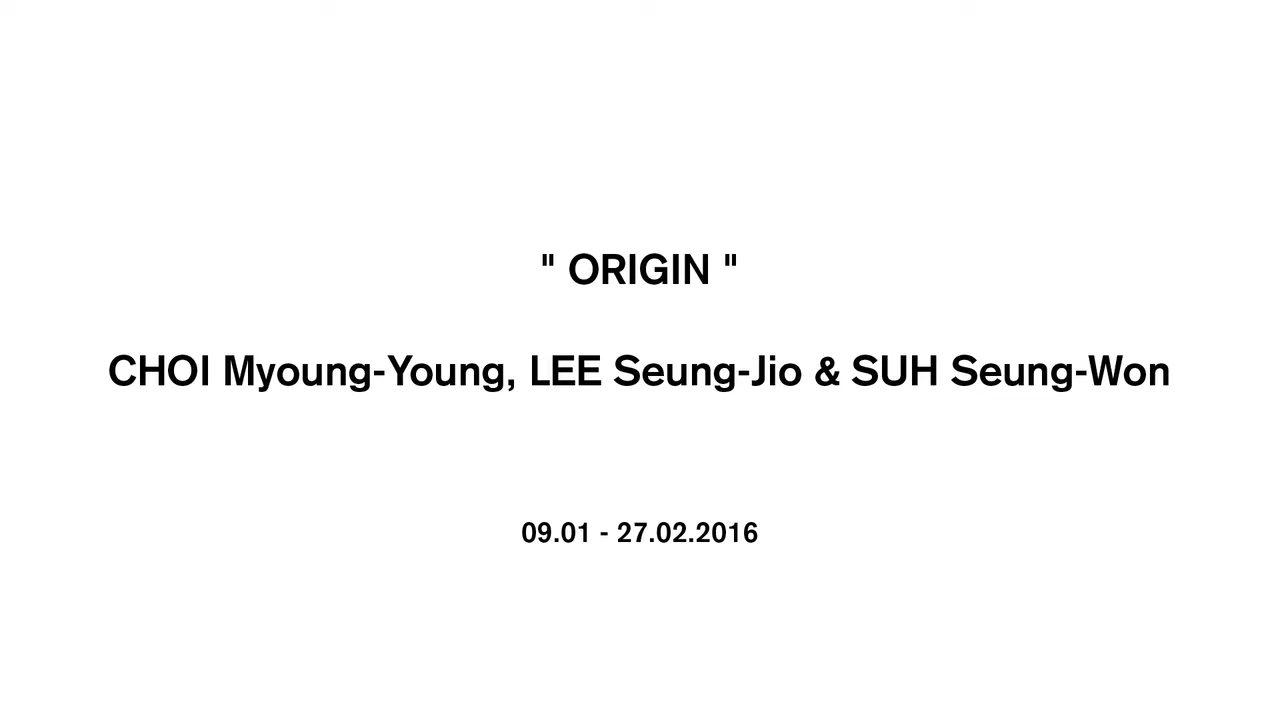 " ORIGIN "
CHOI Myoung-Young, LEE Seung-Jio & SUH Seung-Won
09.01 - 27.02.2016